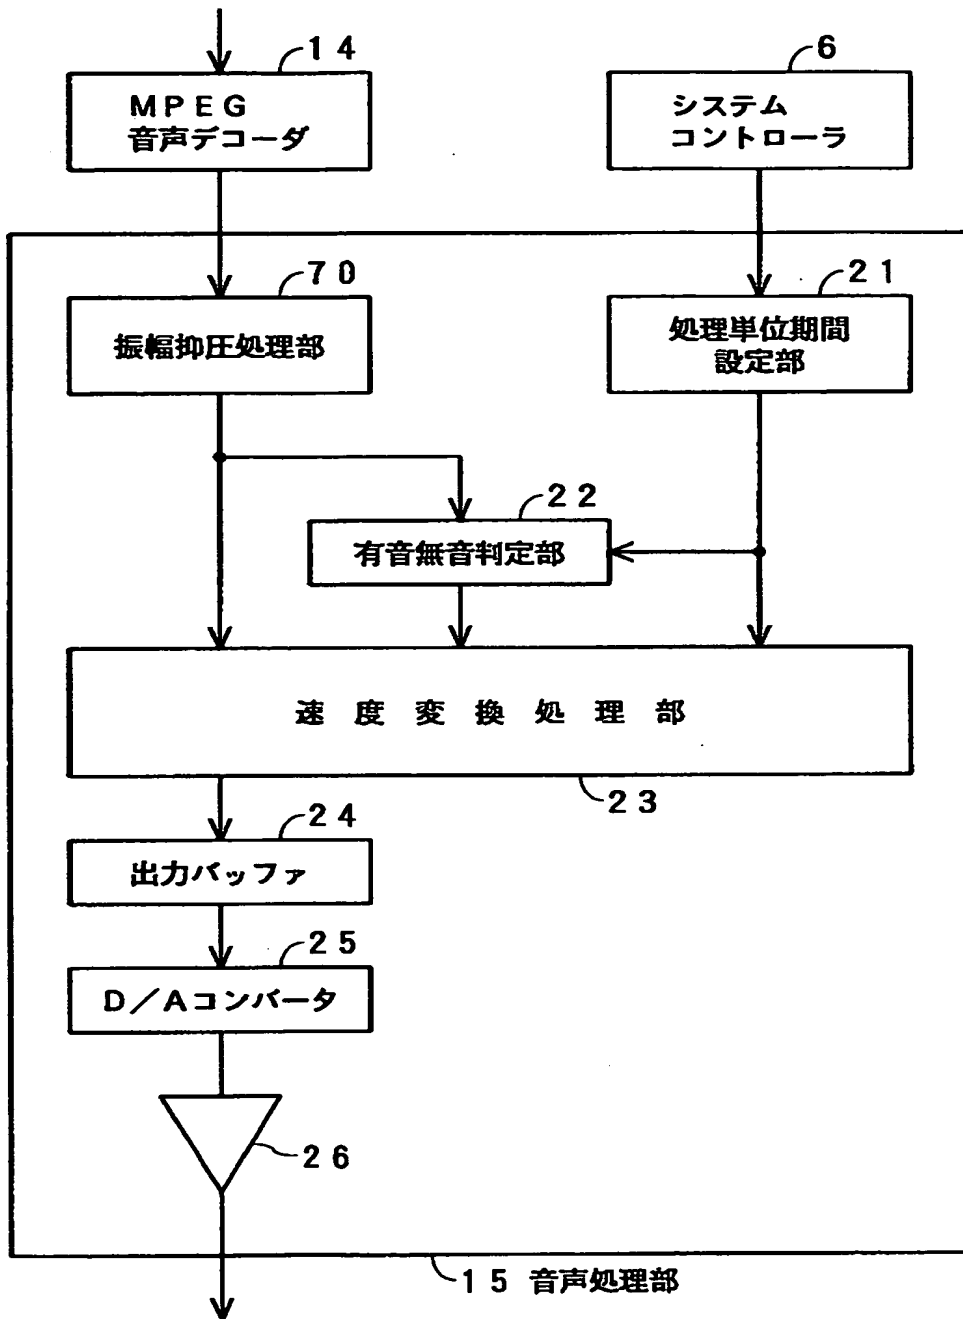 14
6
MPEG
音声デコーダ
システム
コントローラ
70
21
振幅抑圧処理部
処理単位期間
設定部
22
有音無音判定部
速度変換処理部
23
24
出力バッファ
25
D/Aコンバータ
26
15 音声処理部